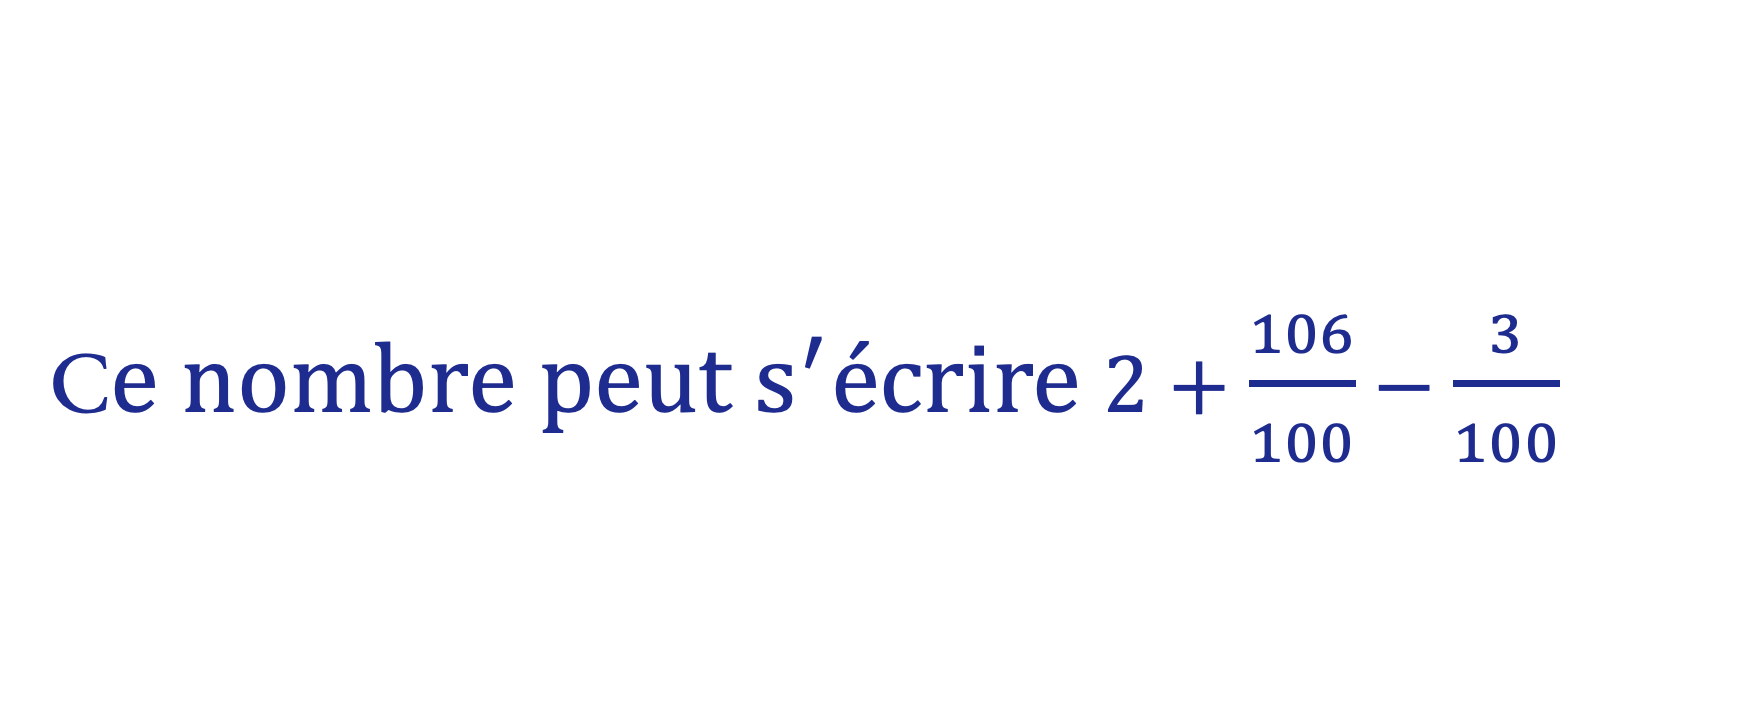 Ce nombre peut s′écrire 2 + 106/100 − 3/100